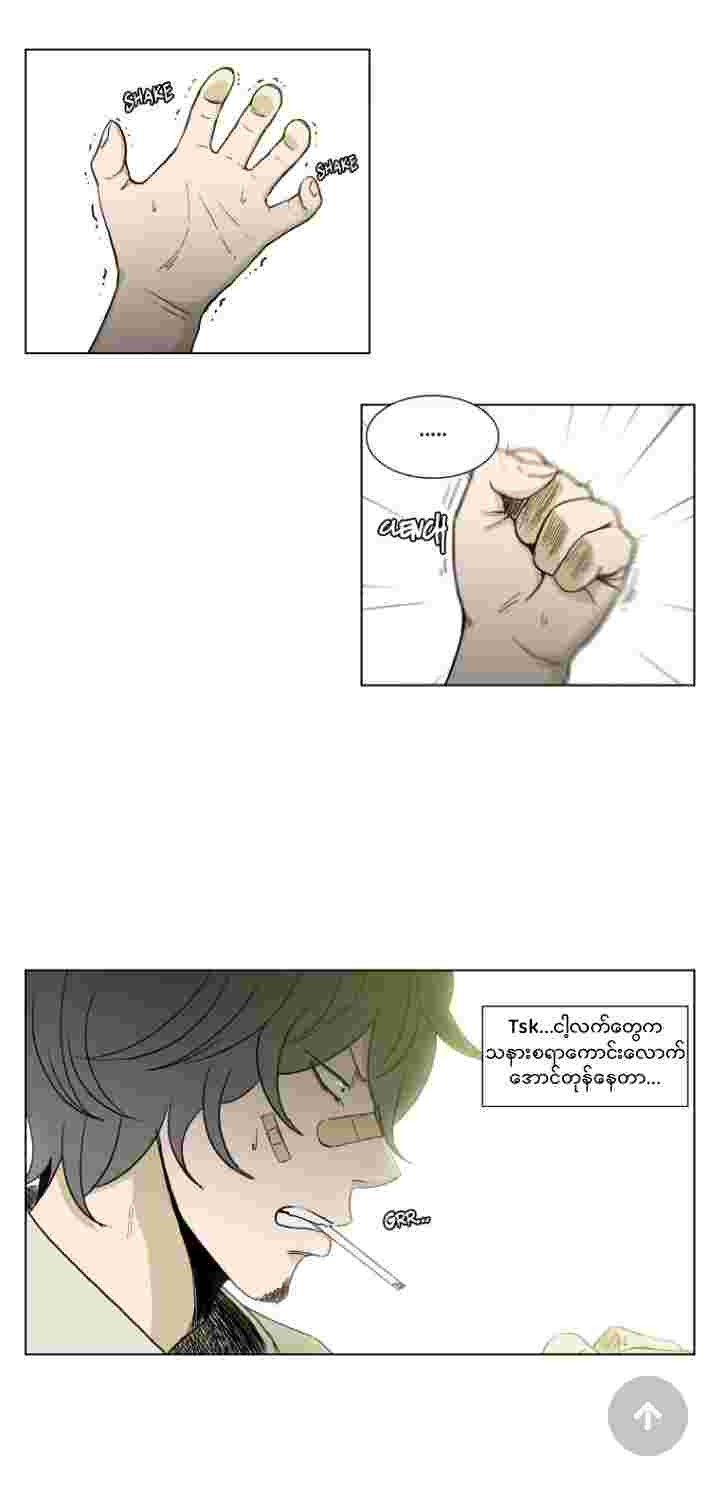 SHAKE
SHAKE
.....
CLENCH
Tsk...ငါ့လက်တွေက
သနားစရာကောင်းလောက်
အောင်တုန်နေတာ...
GRR...